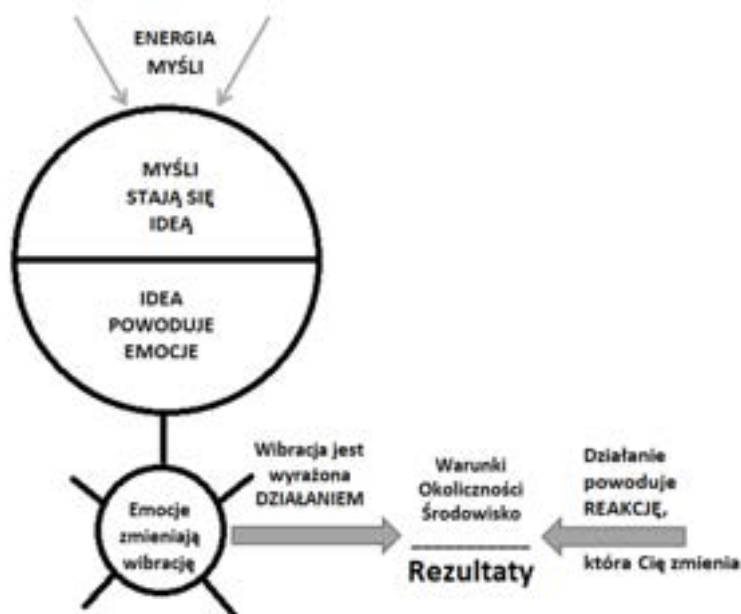 ENERGIA
MYŚLI
MYŚLI
STAJĄ SIĘ
IDEĄ
IDEA
POWODUJE
EMOCJE
Emocje
zmieniają
wibrację
Wibracja jest
wyrażona
DZIAŁANIEM
Warunki
Okoliczności
Środowisko
Rezultaty
Działanie
powoduje
REAKCJĘ,
która Cię zmienia